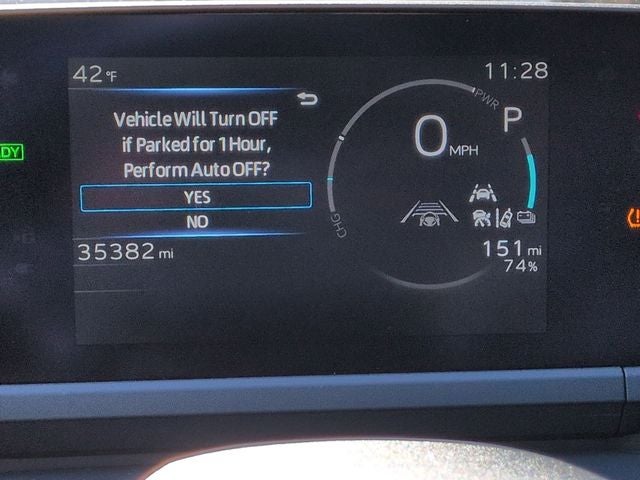 42°F
11:28
Vehicle Will Turn OFF
if Parked for 1 Hour,
Perform Auto OFF?
YES
NO
35382 mi
PWR
P
0 MPH
CHG
151 mi
74%
DY